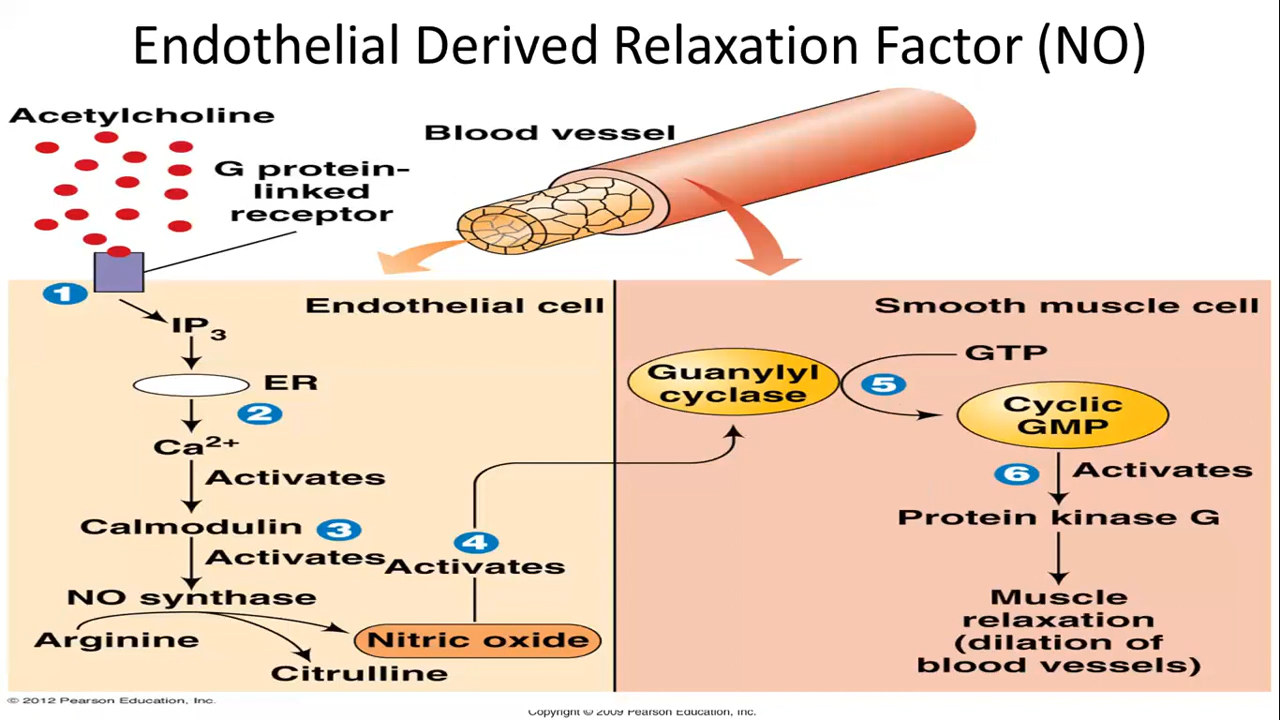 Endothelial Derived Relaxation Factor (NO)
Acetylcholine
Blood vessel
G protein-
linked
receptor
1
Endothelial cell
IP3
ER
2
Ca2+
Activates
Calmodulin
3
Activates
NO synthase
Arginine
Citrulline
Nitric oxide
4
Activates
Smooth muscle cell
Guanylyl
cyclase
GTP
5
Cyclic
GMP
6
Activates
Protein kinase G
Muscle
relaxation
(dilation of
blood vessels)
© 2012 Pearson Education, Inc.
Copyright © 2009 Pearson Education, Inc.